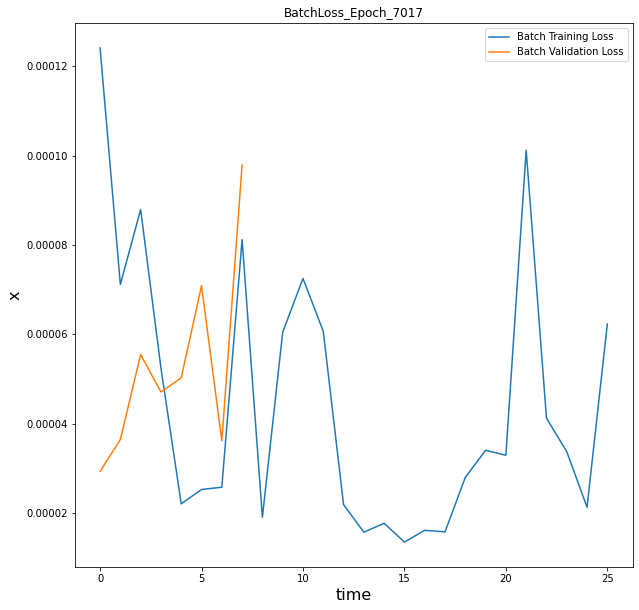 BatchLoss_Epoch_7017
Batch Training Loss
Batch Validation Loss
0.00012
0.00010
0.00008
0.00006
0.00004
0.00002
x
0 5 10 15 20 25
time